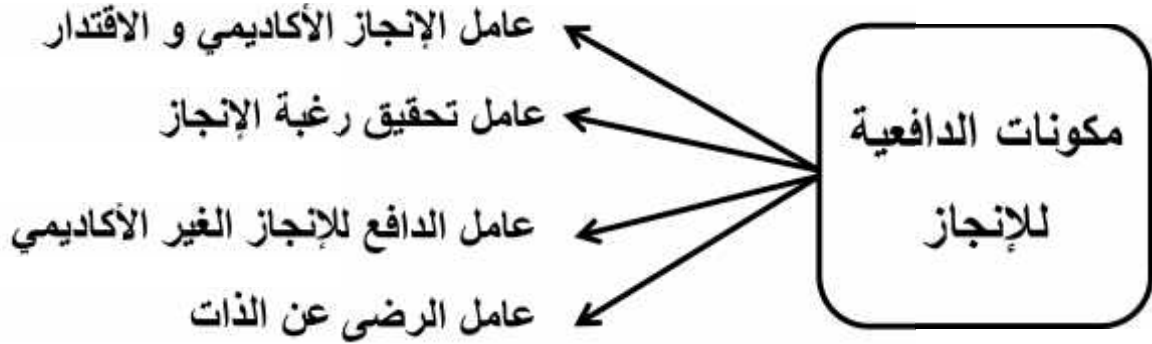 مكونات الدافعية
للإنجاز
عامل الإنجاز الأكاديمي و الاقتدار
عامل تحقيق رغبة الإنجاز
عامل الدافع للإنجاز الغير الأكاديمي
عامل الرضى عن الذات